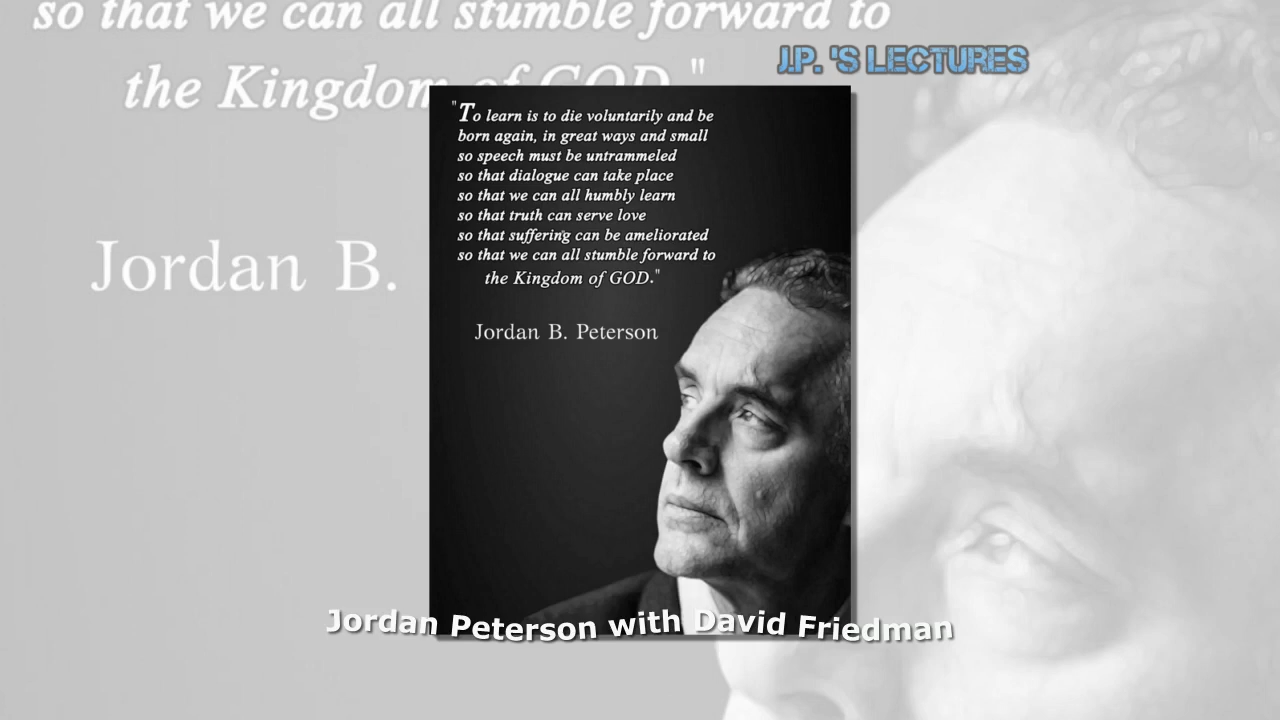 so that we can all stumble forward to
the Kingdom of GOD."
J.P. 'S LECTURES
"To learn is to die voluntarily and be
born again, in great ways and small
so speech must be untrammeled
so that dialogue can take place
so that we can all humbly learn
so that truth can serve love
so that suffering can be ameliorated
so that we can all stumble forward to
the Kingdom of GOD."
Jordan B. Peterson
Jordan B.
Jordan Peterson with David Friedman